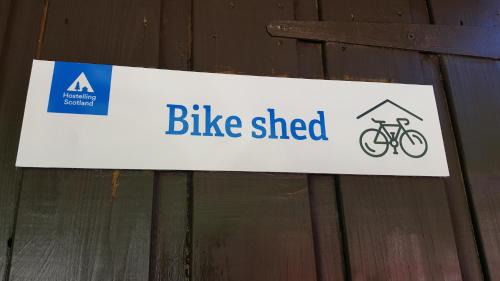 Hostelling
Scotland
Bike shed